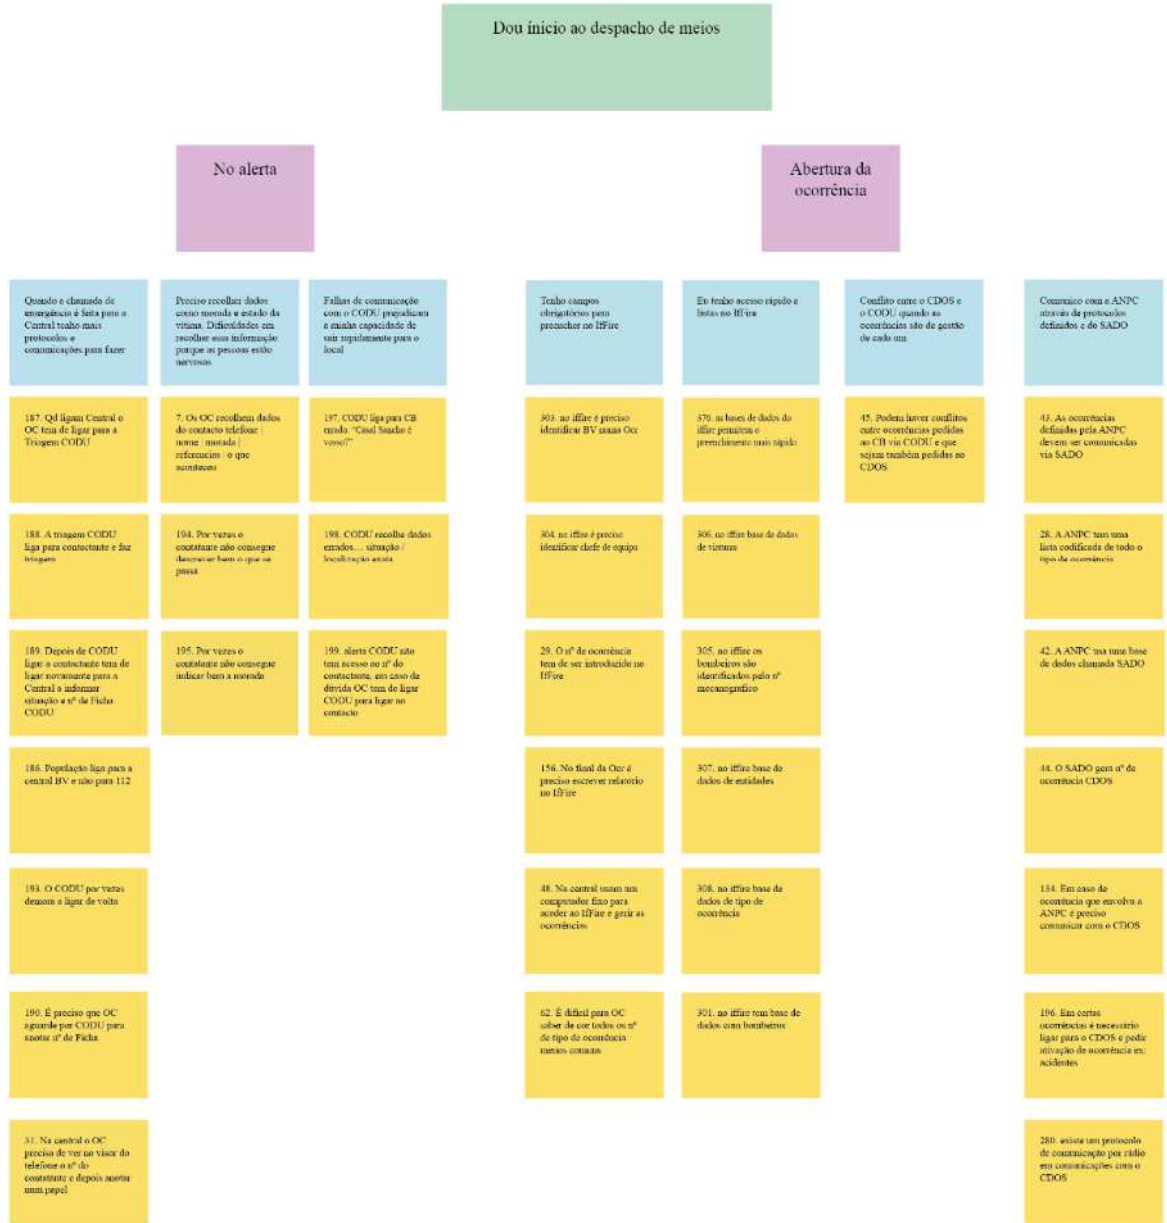 Dou início ao despacho de meios
No alerta
Abertura da
ocorrência
Quando a chamada de
emergência é feita para a
Central tenho mais
protocolos e
comunicações para fazer
Preciso recolher dados
como morada e estado da
vítima. Dificuldades em
recolher essa informação
porque as pessoas estão
nervosas
Falhas de comunicação
com o CODU prejudicam
a minha capacidade de
sair rapidamente para o
local
Tenho campos
obrigatórios para
preencher no IfFire
Eu tenho acesso rápido a
listas no IfFire
Conflito entre o CDOS e
o CODU quando as
ocorrências são de gestão
de cada um
Comunico com a ANPC
através de protocolos
definidos e do SADO
187. Qd ligam Central o
OC tem de ligar para a
Triagem CODU
188. A triagem CODU
liga para contactante e faz
triagem
189. Depois de CODU
ligar o contactante tem de
ligar novamente para a
Central a informar
situação e nº de Ficha
CODU
186. População liga para a
central BV e não para 112
193. O CODU por vezes
demora a ligar de volta
190. É preciso que OC
aguarde por CODU para
anotar nº de Ficha
31. Na central o OC
precisa de ver no visor do
telefone o nº do
contatante e depois anotar
num papel
7. Os OC recolhem dados
do contacto telefone |
nome | morada |
referencias | o que
aconteceu
194. Por vezes o
contatante não consegue
descrever bem o que se
passa
195. Por vezes o
contatante não consegue
indicar bem a morada
197. CODU liga para CB
errado. "Casal Sancho é
vosso?"
198. CODU recolhe dados
errados... situação /
localização exata
199. alerta CODU não
tem acesso ao nº do
contactante, em caso de
dúvida OC tem de ligar
CODU para ligar ao
contacto
303. no iffire é preciso
identificar BV numa Ocr
304. no iffire é preciso
identificar chefe de equipa
29. O nº de ocorrência
tem de ser introduzido no
IfFire
156. No final da Ocr é
preciso escrever relatorio
no IfFire
48. Na central usam um
computador fixo para
aceder ao IfFire e gerir as
ocorrências
62. É difícil para OC
saber de cor todos os nº
de tipo de ocorrência
menos comuns
376. as bases de dados do
iffire permitem o
preenchimento mais rápido
306. no iffire base de dados
de viaturas
305. no iffire os
bombeiros são
identificados pelo nº
mecanografico
307. no iffire base de
dados de entidades
308. no iffire base de
dados de tipo de
ocorrência
301. no iffire tem base de
dados com bombeiros
45. Podem haver conflitos
entre ocorrências pedidas
ao CB via CODU e que
sejam também pedidas ao
CDOS
43. As ocorrências
definidas pela ANPC
devem ser comunicadas
via SADO
28. A ANPC tem uma
lista codificada de todo o
tipo de ocorrência
42. A ANPC usa uma base
de dados chamada SADO
44. O SADO gera nº de
ocorrência CDOS
134. Em caso de
ocorrência que envolva a
ANPC é preciso
comunicar com o CDOS
196. Em certas
ocorrências é necessário
ligar para o CDOS e pedir
ativação de ocorrência ex:
acidentes
280. existe um protocolo
de comunicação por rádio
em comunicações com o
CDOS